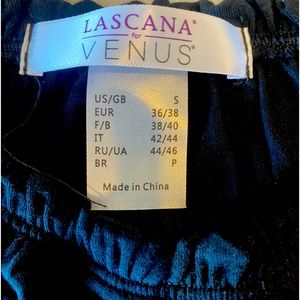 LASCANA®
for
VENUS®
US/GB S
EUR 36/38
F/B 38/40
IT 42/44
RU/UA 44/46
BR P
Made in China